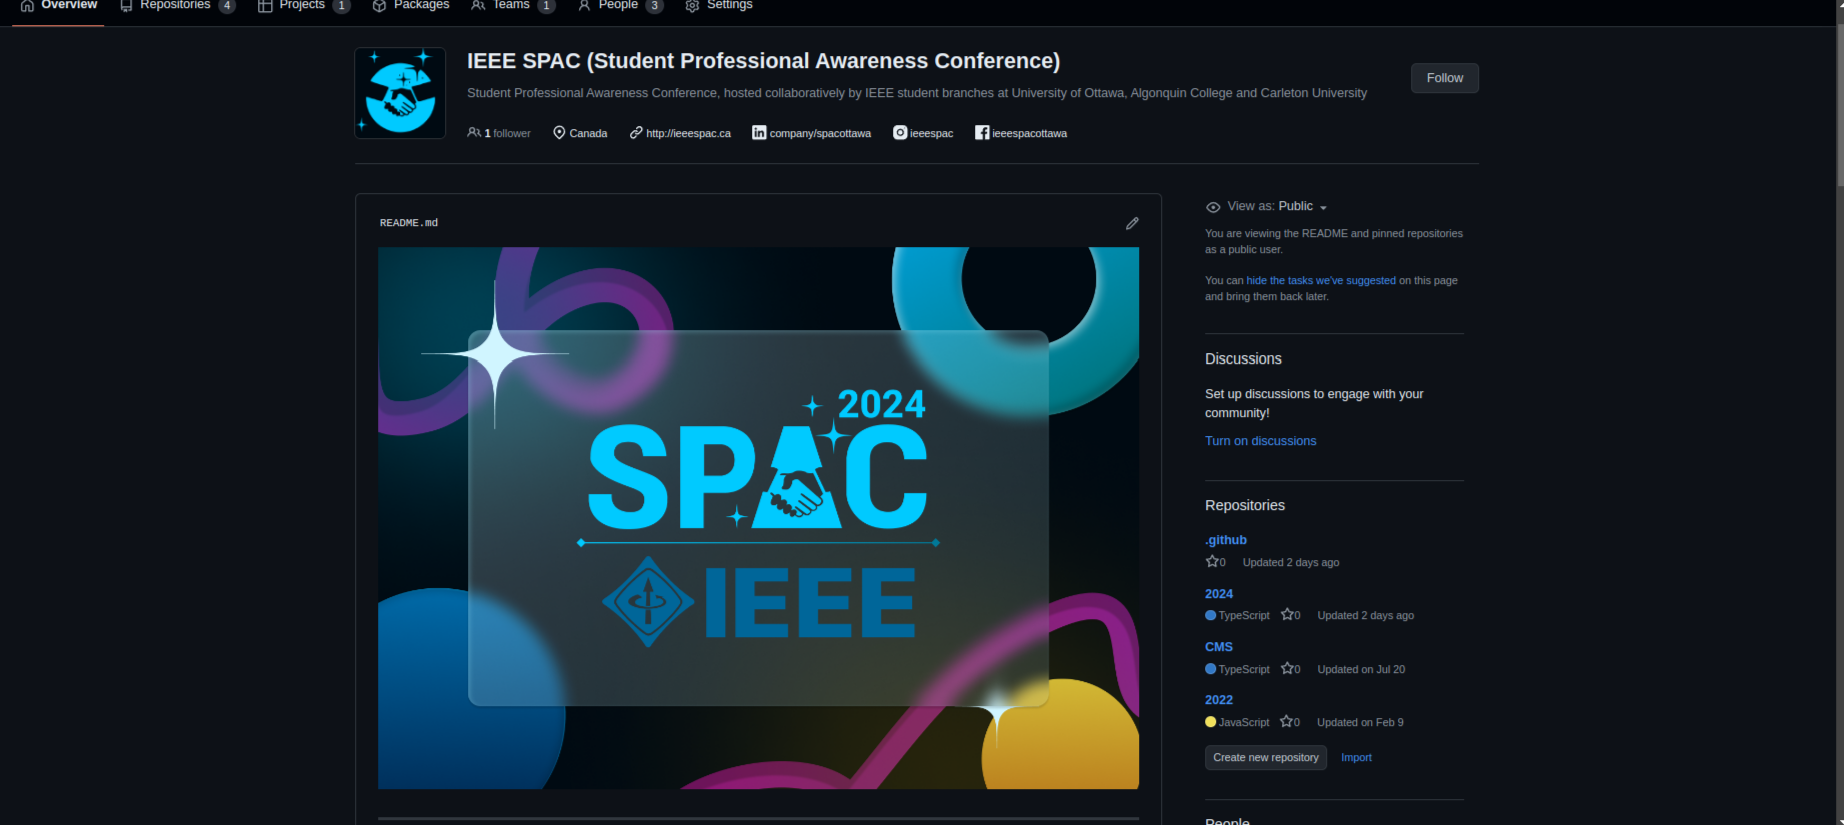 Overview Repositories 4 Projects 1 Packages Teams 1 People 3 Settings
IEEE SPAC (Student Professional Awareness Conference)
Follow
Student Professional Awareness Conference, hosted collaboratively by IEEE student branches at University of Ottawa, Algonquin College and Carleton University
1 follower Canada http://ieeespac.ca company/spacottawa ieeespac ieeespacottawa
README.md
2024
SPAC
IEEE
View as: Public
You are viewing the README and pinned repositories
as a public user.
You can hide the tasks we've suggested on this page
and bring them back later.
Discussions
Set up discussions to engage with your
community!
Turn on discussions
Repositories
.github
0 Updated 2 days ago
2024
TypeScript 0 Updated 2 days ago
CMS
TypeScript 0 Updated on Jul 20
2022
JavaScript 0 Updated on Feb 9
Create new repository Import
People